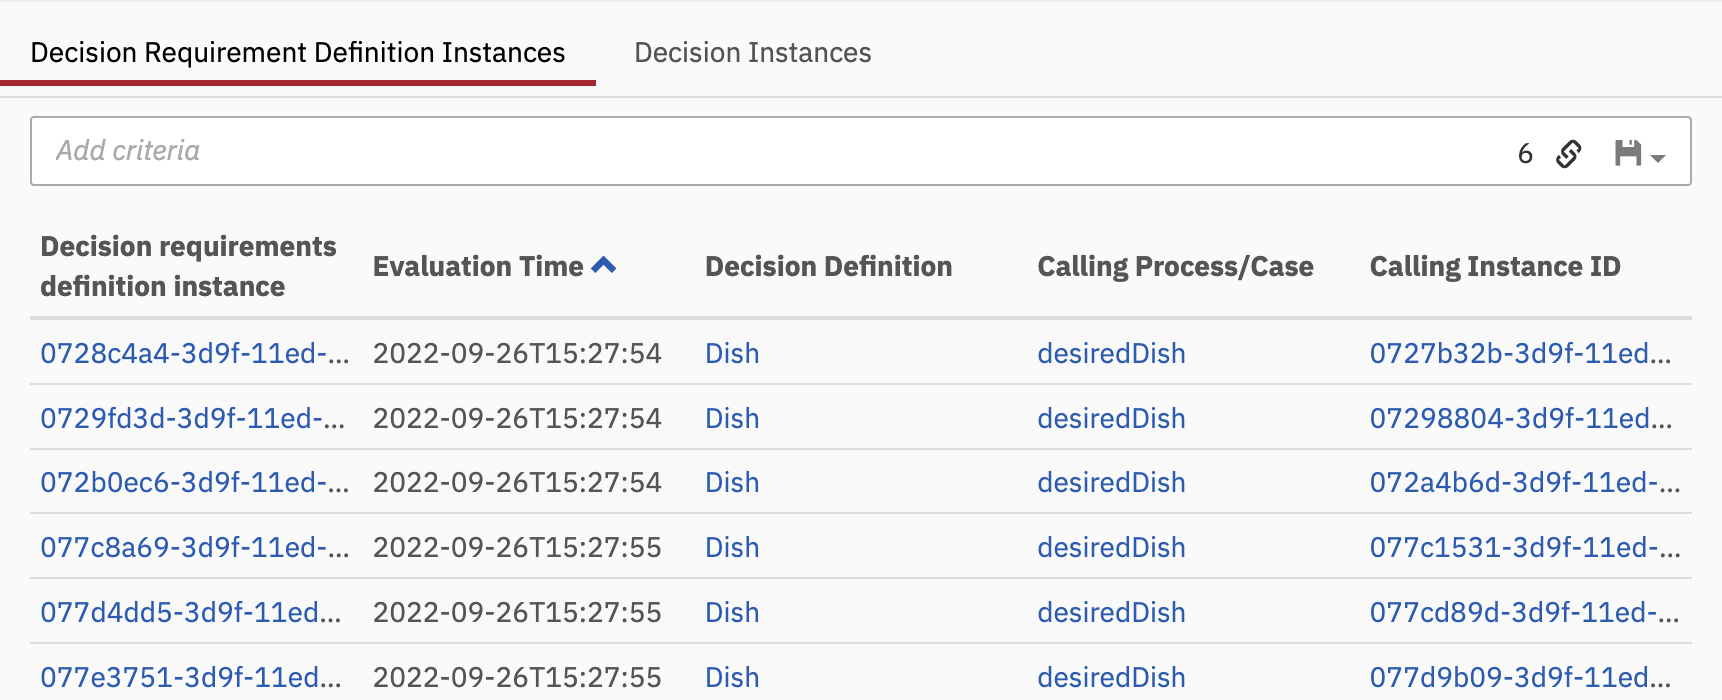 Decision Requirement Definition Instances Decision Instances
Add criteria 6
Decision requirements definition instance Evaluation Time Decision Definition Calling Process/Case Calling Instance ID
0728c4a4-3d9f-11ed-... 2022-09-26T15:27:54 Dish desiredDish 0727b32b-3d9f-11ed...
0729fd3d-3d9f-11ed-... 2022-09-26T15:27:54 Dish desiredDish 07298804-3d9f-11ed...
072b0ec6-3d9f-11ed-... 2022-09-26T15:27:54 Dish desiredDish 072a4b6d-3d9f-11ed-...
077c8a69-3d9f-11ed-... 2022-09-26T15:27:55 Dish desiredDish 077c1531-3d9f-11ed-...
077d4dd5-3d9f-11ed... 2022-09-26T15:27:55 Dish desiredDish 077cd89d-3d9f-11ed-...
077e3751-3d9f-11ed... 2022-09-26T15:27:55 Dish desiredDish 077d9b09-3d9f-11ed...